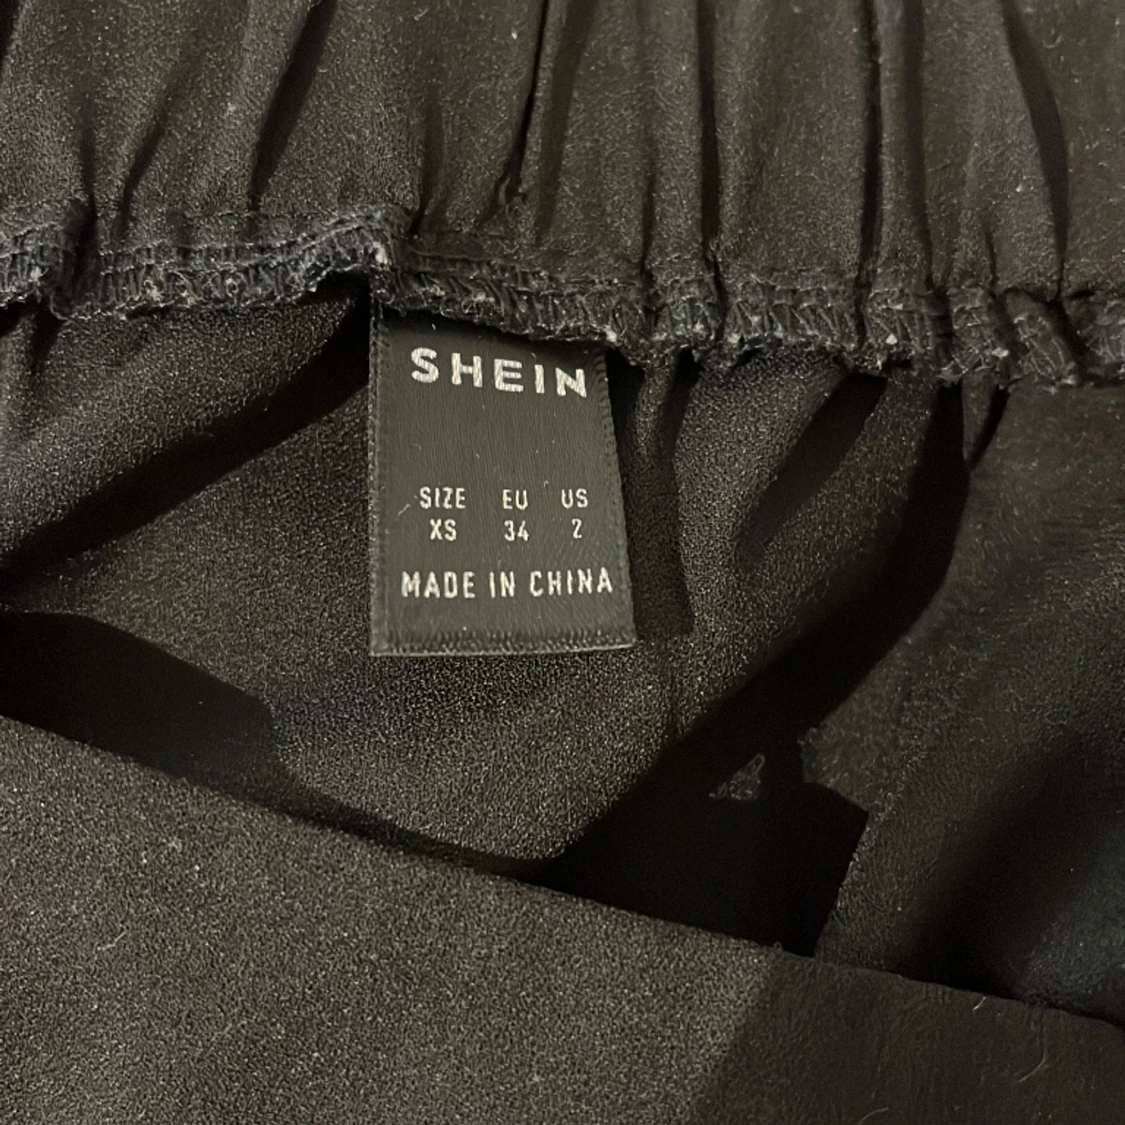 SHEIN
SIZE EU US
XS 34 2
MADE IN CHINA